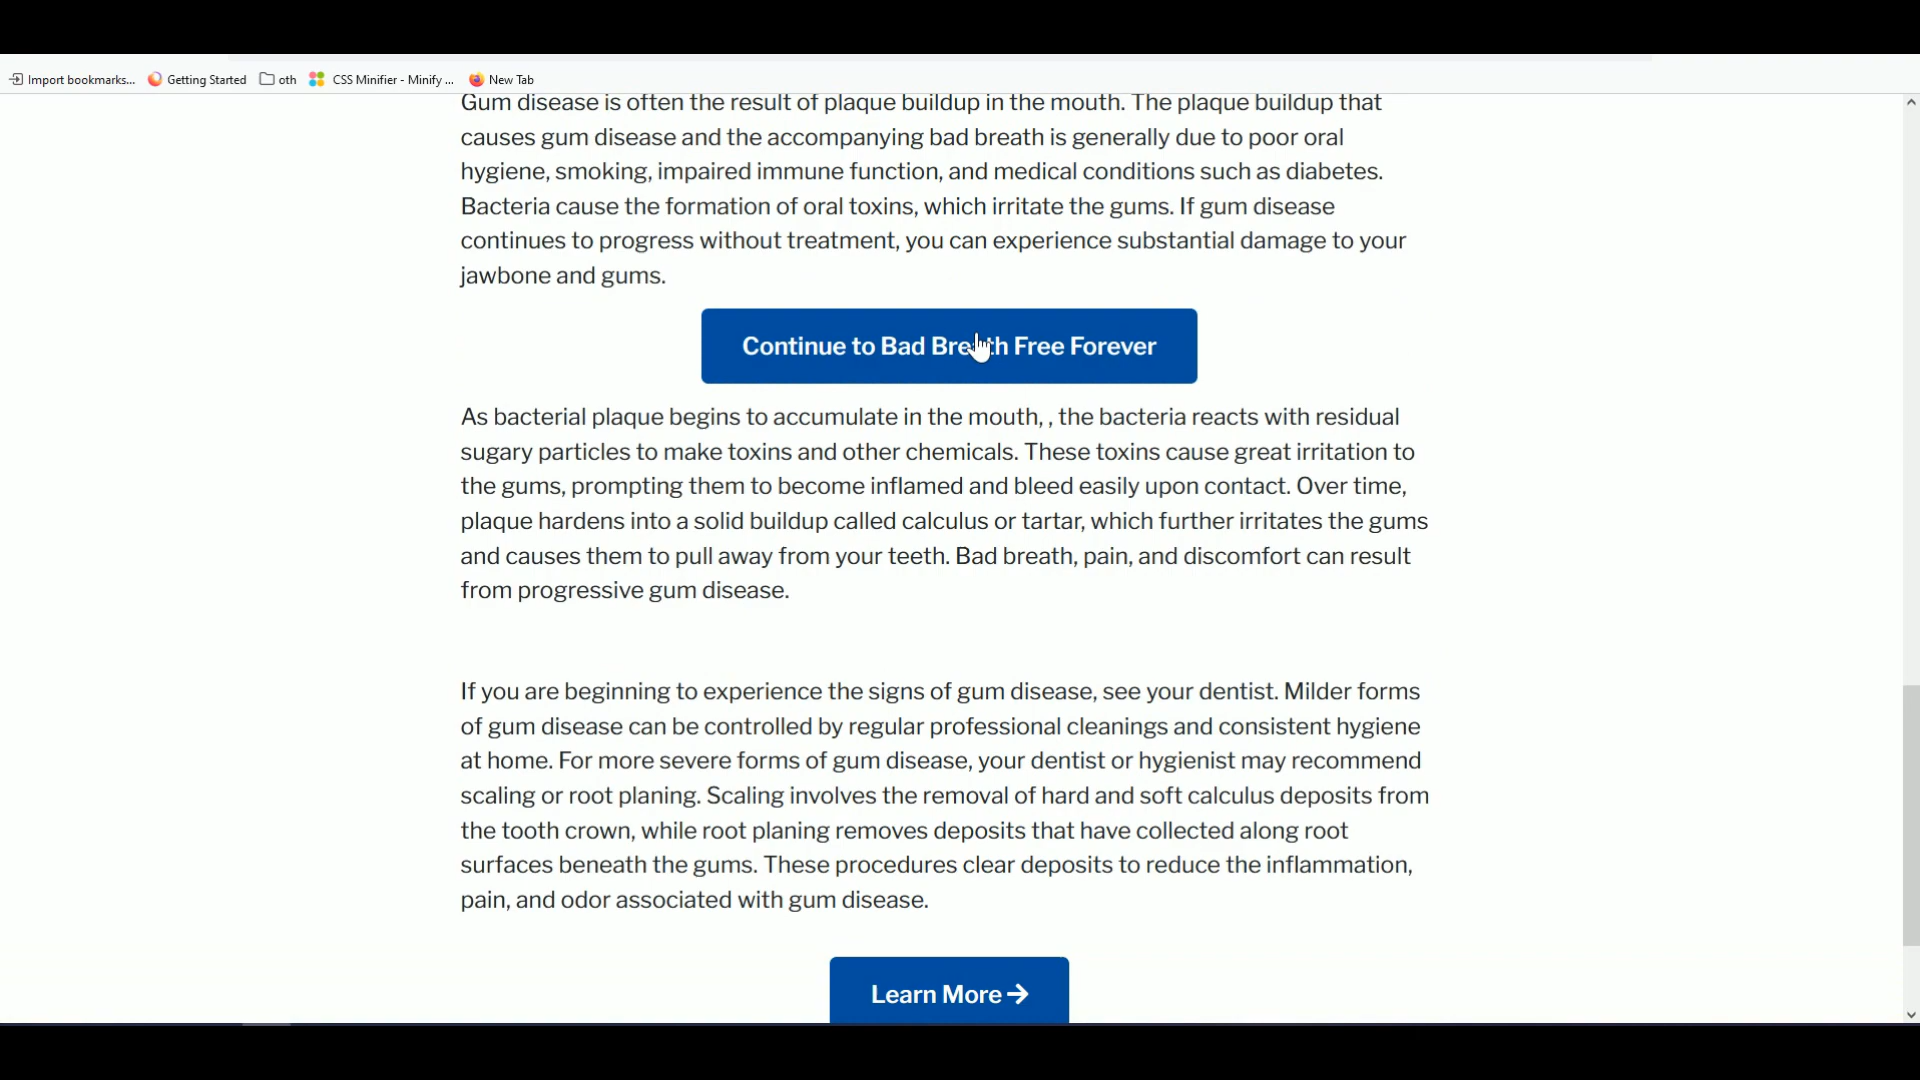 Import bookmarks... Getting Started oth CSS Minifier - Minify ... New Tab
Gum disease is often the result of plaque buildup in the mouth. The plaque buildup that
causes gum disease and the accompanying bad breath is generally due to poor oral
hygiene, smoking, impaired immune function, and medical conditions such as diabetes.
Bacteria cause the formation of oral toxins, which irritate the gums. If gum disease
continues to progress without treatment, you can experience substantial damage to your
jawbone and gums.
Continue to Bad Breath Free Forever
As bacterial plaque begins to accumulate in the mouth, , the bacteria reacts with residual
sugary particles to make toxins and other chemicals. These toxins cause great irritation to
the gums, prompting them to become inflamed and bleed easily upon contact. Over time,
plaque hardens into a solid buildup called calculus or tartar, which further irritates the gums
and causes them to pull away from your teeth. Bad breath, pain, and discomfort can result
from progressive gum disease.
If you are beginning to experience the signs of gum disease, see your dentist. Milder forms
of gum disease can be controlled by regular professional cleanings and consistent hygiene
at home. For more severe forms of gum disease, your dentist or hygienist may recommend
scaling or root planing. Scaling involves the removal of hard and soft calculus deposits from
the tooth crown, while root planing removes deposits that have collected along root
surfaces beneath the gums. These procedures clear deposits to reduce the inflammation,
pain, and odor associated with gum disease.
Learn More →